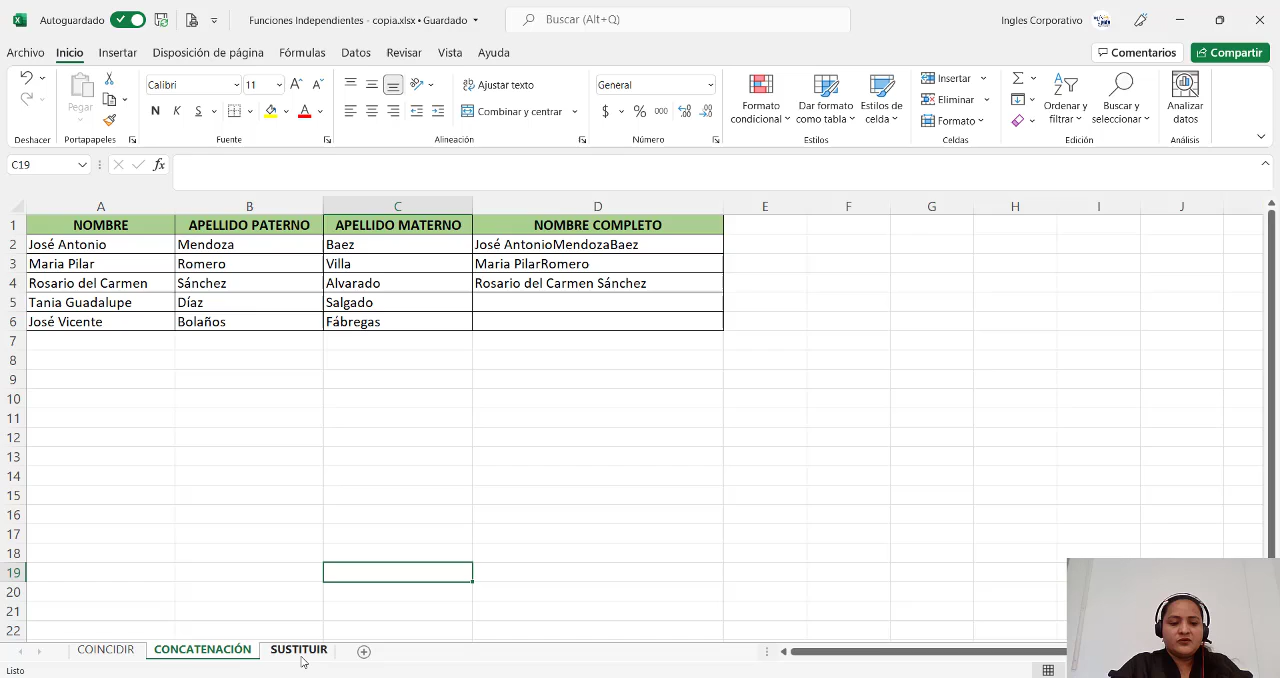 Autoguardado Funciones Independientes - copia.xlsx • Guardado Buscar (Alt+Q) Ingles Corporativo
Archivo Inicio Insertar Disposición de página Fórmulas Datos Revisar Vista Ayuda Comentarios Compartir
Pegar
Calibri 11
N K S
A A
Ajustar texto
Combinar y centrar
General
$ % 000
Formato condicional
Dar formato como tabla
Estilos de celda
Insertar
Eliminar
Formato
Ordenar y filtrar
Buscar y seleccionar
Analizar datos
Deshacer Portapapeles Fuente Alineación Número Estilos Celdas Edición Análisis
C19 fx
A B C D E F G H I J
1 NOMBRE APELLIDO PATERNO APELLIDO MATERNO NOMBRE COMPLETO
2 José Antonio Mendoza Baez José AntonioMendozaBaez
3 Maria Pilar Romero Villa Maria PilarRomero
4 Rosario del Carmen Sánchez Alvarado Rosario del Carmen Sánchez
5 Tania Guadalupe Díaz Salgado
6 José Vicente Bolaños Fábregas
7
8
9
10
11
12
13
14
15
16
17
18
19
20
21
22
COINCIDIR CONCATENACIÓN SUSTITUIR
Listo